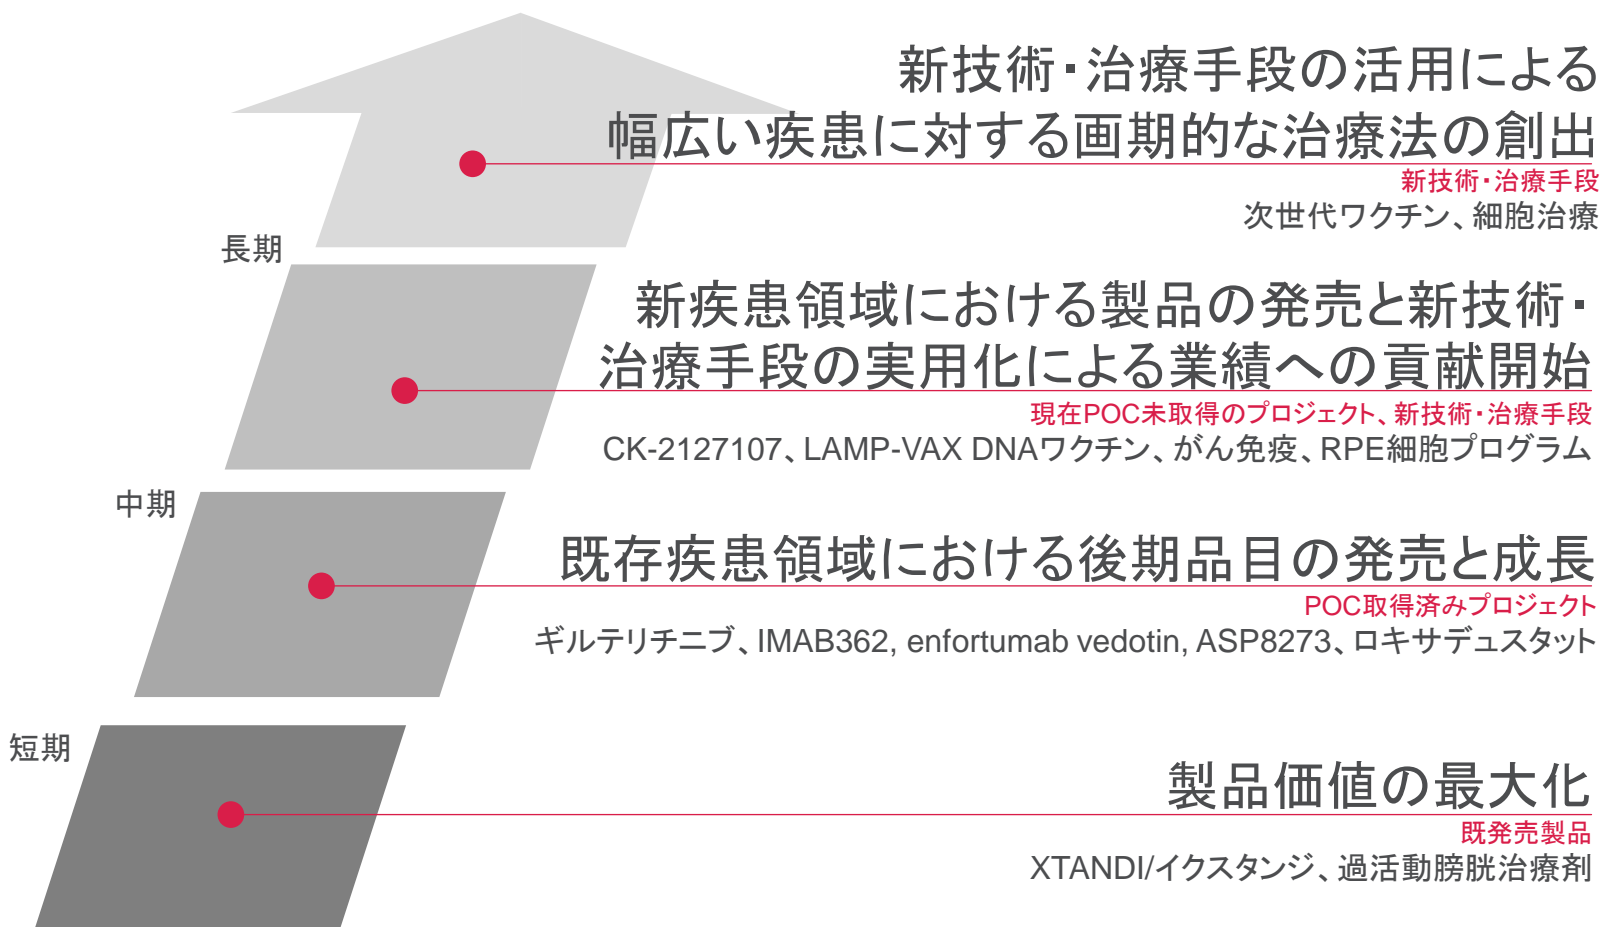 新技術・治療手段の活用による
幅広い疾患に対する画期的な治療法の創出
新技術・治療手段
次世代ワクチン、細胞治療
長期
新疾患領域における製品の発売と新技術・
治療手段の実用化による業績への貢献開始
現在POC未取得のプロジェクト、新技術・治療手段
CK-2127107、LAMP-VAX DNAワクチン、がん免疫、RPE細胞プログラム
中期
既存疾患領域における後期品目の発売と成長
POC取得済みプロジェクト
ギルテリチニブ、IMAB362, enfortumab vedotin, ASP8273、ロキサデュスタット
短期
製品価値の最大化
既発売製品
XTANDI/イクスタンジ、過活動膀胱治療剤